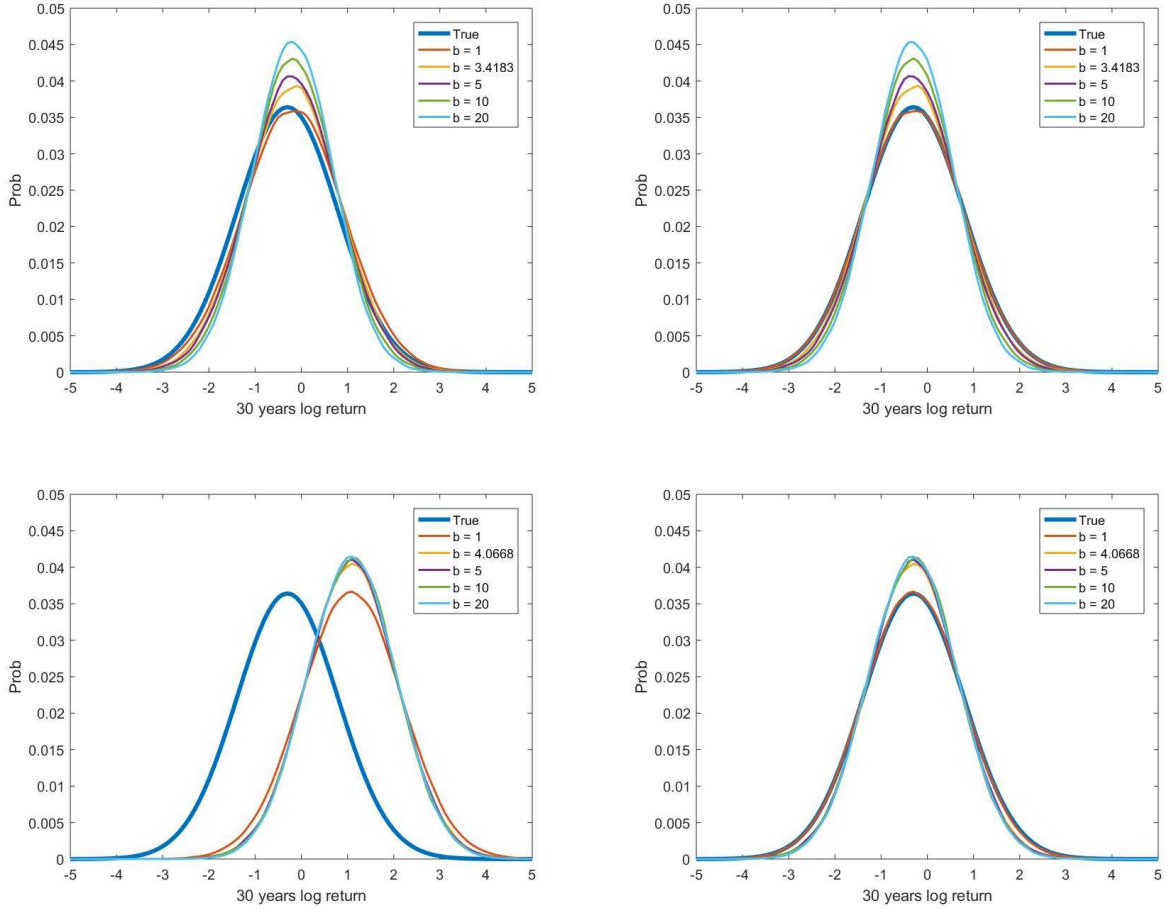 0.05
0.045
0.04
0.035
0.03
0.025
0.02
0.015
0.01
0.005
0
Prob
True
b = 1
b = 3.4183
b = 5
b = 10
b = 20
-5 -4 -3 -2 -1 0 1 2 3 4 5
30 years log return
0.05
0.045
0.04
0.035
0.03
0.025
0.02
0.015
0.01
0.005
0
Prob
True
b = 1
b = 3.4183
b = 5
b = 10
b = 20
-5 -4 -3 -2 -1 0 1 2 3 4 5
30 years log return
0.05
0.045
0.04
0.035
0.03
0.025
0.02
0.015
0.01
0.005
0
Prob
True
b = 1
b = 4.0668
b = 5
b = 10
b = 20
-5 -4 -3 -2 -1 0 1 2 3 4 5
30 years log return
0.05
0.045
0.04
0.035
0.03
0.025
0.02
0.015
0.01
0.005
0
Prob
True
b = 1
b = 4.0668
b = 5
b = 10
b = 20
-5 -4 -3 -2 -1 0 1 2 3 4 5
30 years log return